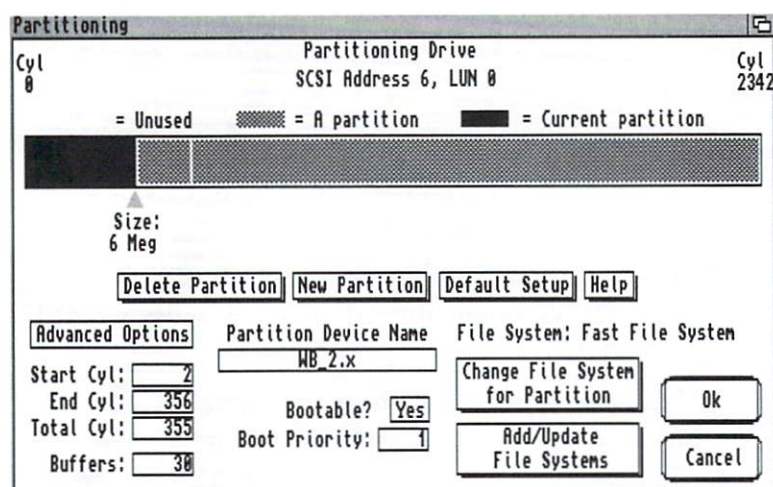 Partitioning
Partitioning Drive
SCSI Address 6, LUN 0
Cyl
0
Cyl
2342
= Unused
= A partition
= Current partition
Size:
6 Meg
Delete Partition
New Partition
Default Setup
Help
Advanced Options
Start Cyl: 2
End Cyl: 356
Total Cyl: 355
Buffers: 30
Partition Device Name
WB_2.x
Bootable? Yes
Boot Priority: 1
File System: Fast File System
Change File System
for Partition
Add/Update
File Systems
Ok
Cancel